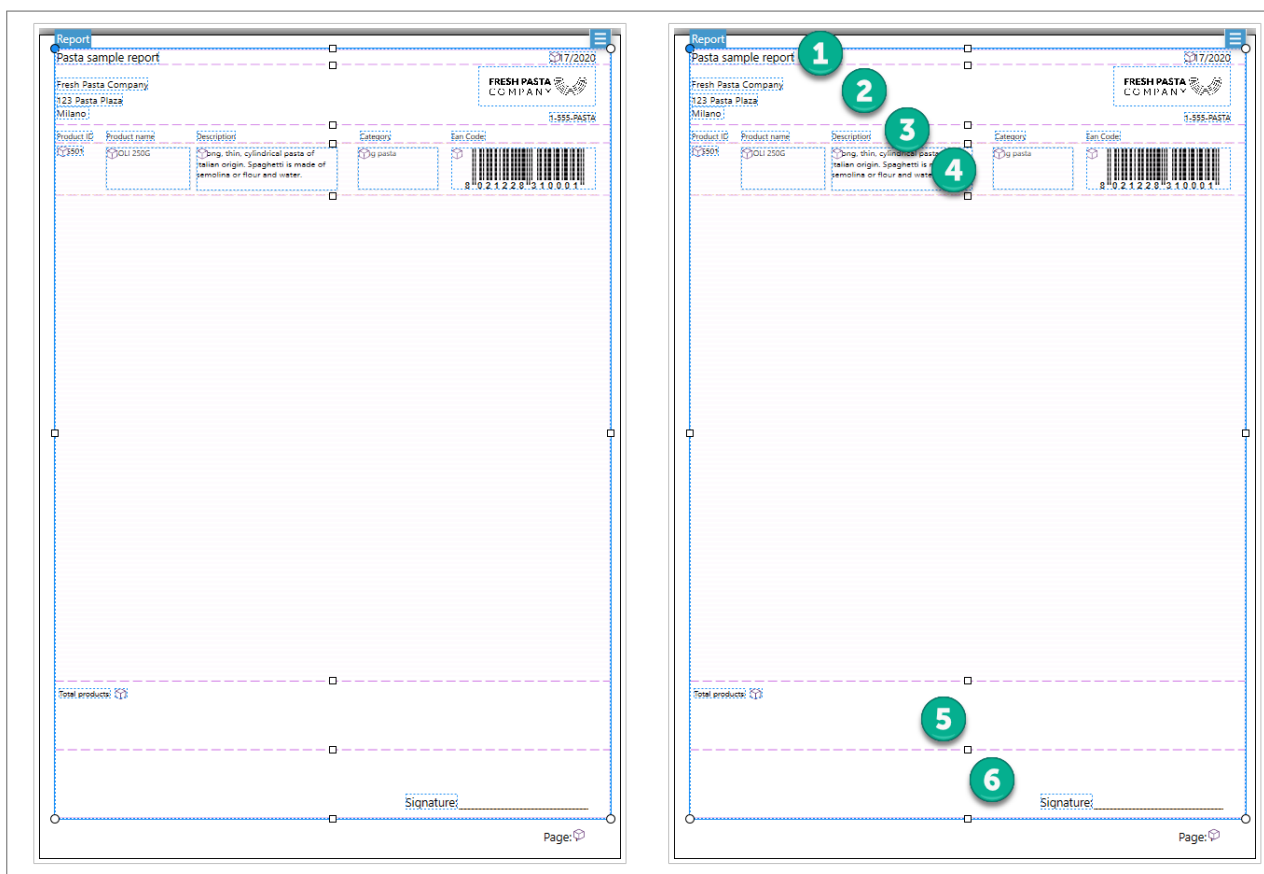 Report
Pasta sample report 17/2020
Fresh Pasta Company FRESH PASTA
123 Pasta Plaza COMPANY
Milano 1-555-PASTA
Product ID Product name Description Category Ean Code:
OLI 250G ong, thin, cylindrical pasta of g pasta
italian origin. Spaghetti is made of
semolina or flour and water.
8 021228 310001
Total products:
Signature:
Page:
Report
Pasta sample report 1 17/2020
Fresh Pasta Company 2 FRESH PASTA
123 Pasta Plaza COMPANY
Milano 1-555-PASTA
3
Product ID Product name Description Category Ean Code:
OLI 250G ong, thin, cylindrical pasta g pasta
italian origin. Spaghetti is
semolina or flour and 4
8 021228 310001
Total products:
5
6
Signature:
Page: